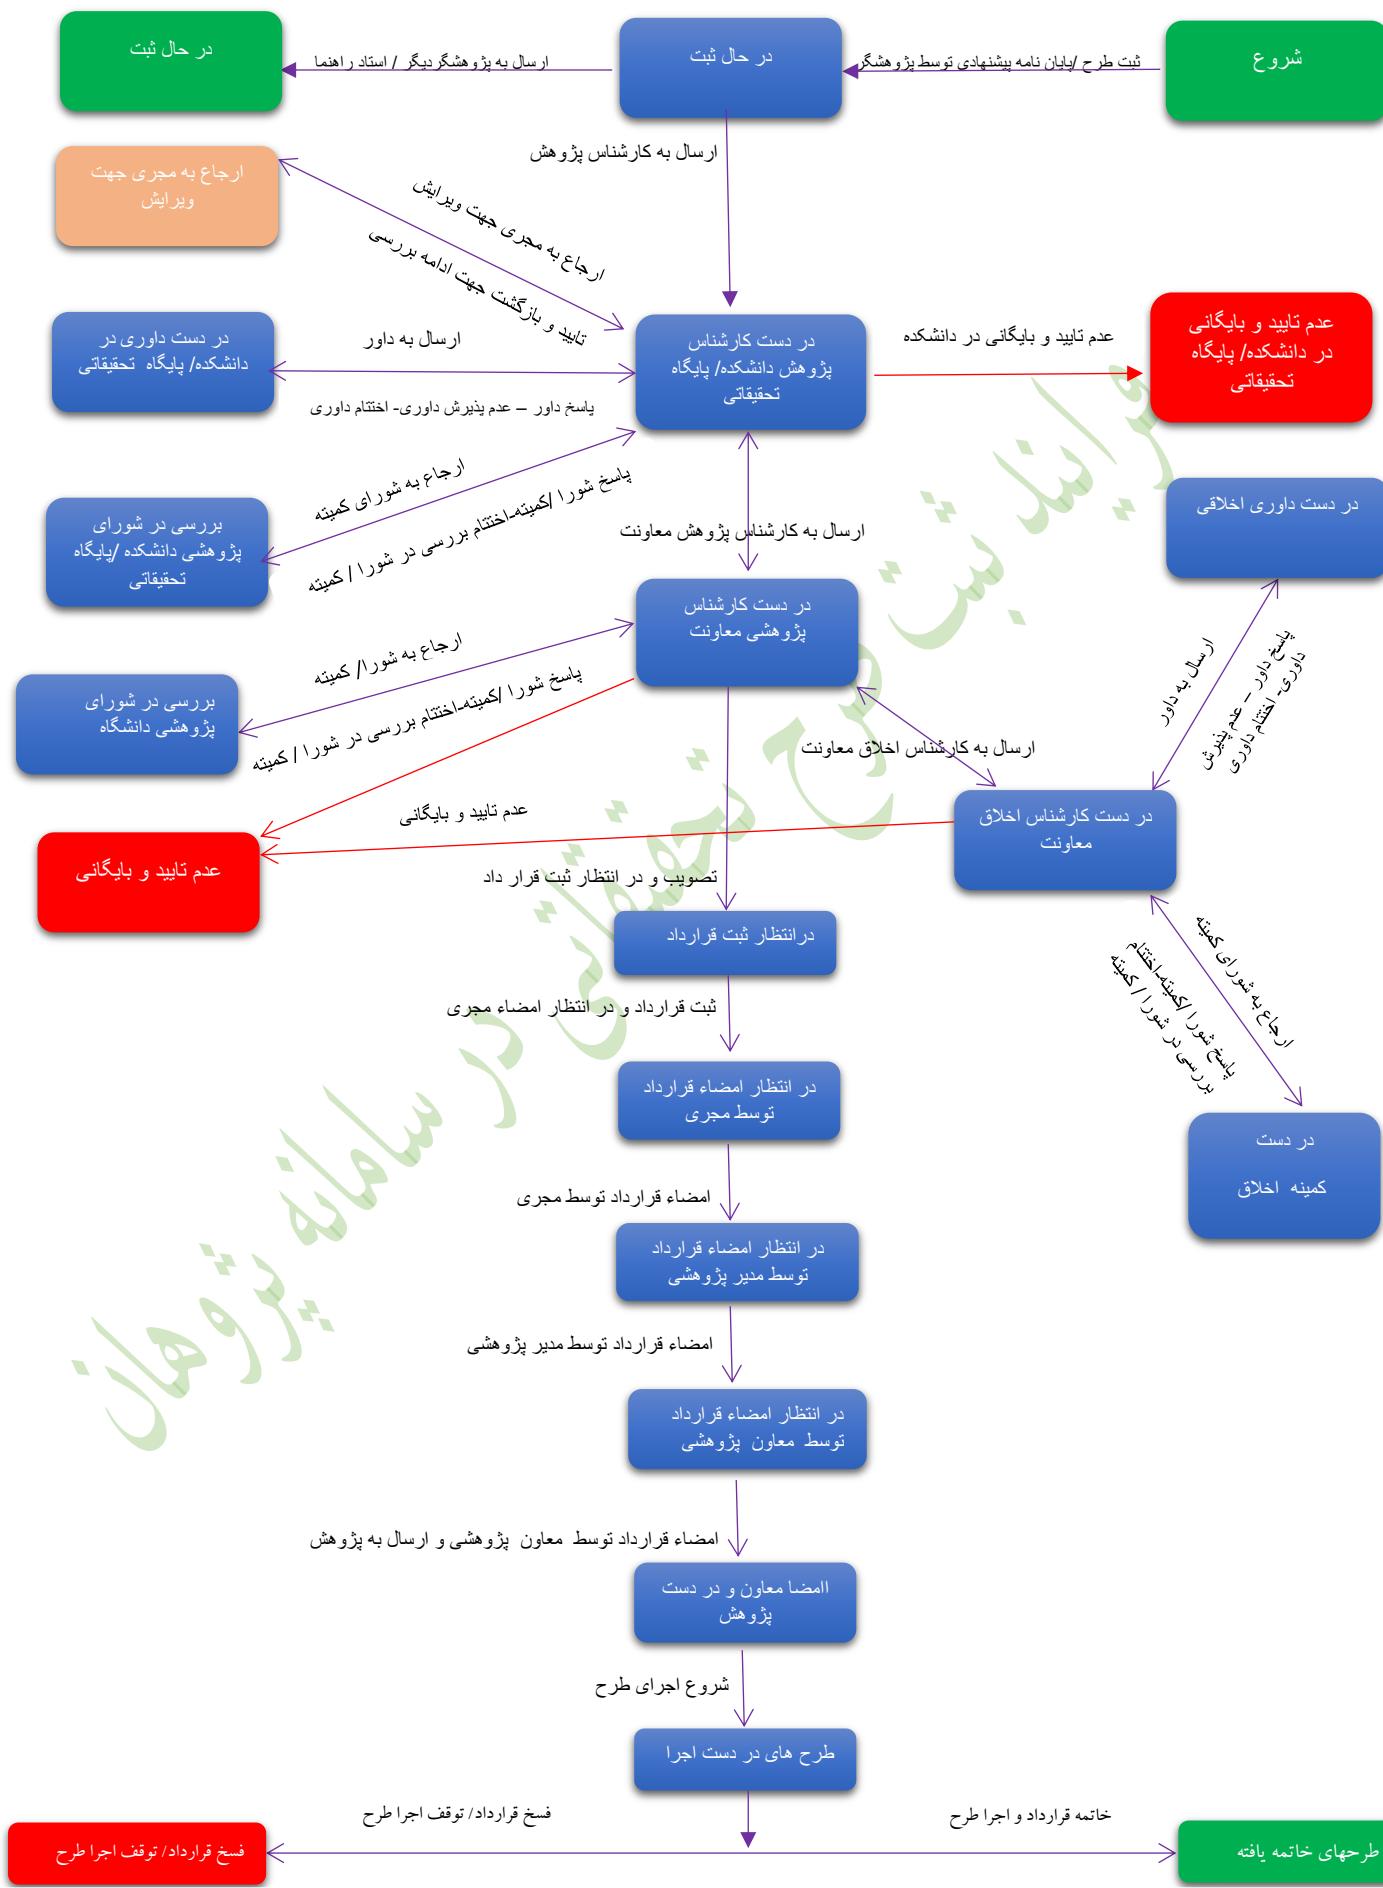 شروع
ثبت طرح /پایان نامه پیشنهادی توسط پژوهشگر
در حال ثبت
ارسال به پژوهشگردیگر / استاد راهنما
در حال ثبت
ارسال به کارشناس پژوهش
ارجاع به مجری جهت
ویرایش
ارجاع به مجری جهت ویرایش
تایید و بازگشت جهت ادامه بررسی
عدم تایید و بایگانی
در دانشکده/ پایگاه
تحقیقاتی
عدم تایید و بایگانی در دانشکده
در دست کارشناس
پژوهش دانشکده/ پایگاه
تحقیقاتی
ارسال به داور
در دست داوری در
دانشکده/ پایگاه تحقیقاتی
پاسخ داور – عدم پذیرش داوری- اختتام داوری
ارجاع به شورای کمیته
پاسخ شورا /کمیته-اختتام بررسی در شورا / کمیته
بررسی در شورای
پژوهشی دانشکده /پایگاه
تحقیقاتی
ارسال به کارشناس پژوهش معاونت
در دست داوری اخلاقی
در دست کارشناس
پژوهشی معاونت
ارجاع به شورا/ کمیته
پاسخ شورا /کمیته-اختتام بررسی در شورا / کمیته
بررسی در شورای
پژوهشی دانشگاه
ارسال به داور
پاسخ داور – عدم پذیرش
داوری- اختتام داوری
ارسال به کارشناس اخلاق معاونت
در دست کارشناس اخلاق
معاونت
عدم تایید و بایگانی
عدم تایید و بایگانی
تصویب و در انتظار ثبت قرار داد
درانتظار ثبت قرارداد
ارجاع به شورای کمیته
پاسخ شورا /کمیته-اختتام
بررسی در شورا / کمیته
ثبت قرارداد و در انتظار امضاء مجری
در انتظار امضاء قرارداد
توسط مجری
در دست
کمینه اخلاق
امضاء قرارداد توسط مجری
در انتظار امضاء قرارداد
توسط مدیر پژوهشی
امضاء قرارداد توسط مدیر پژوهشی
در انتظار امضاء قرارداد
توسط معاون پژوهشی
امضاء قرارداد توسط معاون پژوهشی و ارسال به پژوهش
اامضا معاون و در دست
پژوهش
شروع اجرای طرح
طرح های در دست اجرا
خاتمه قرارداد و اجرا طرح
فسخ قرارداد/ توقف اجرا طرح
طرحهای خاتمه یافته
فسخ قرارداد/ توقف اجرا طرح
فرایند ثبت طرح تحقیقاتی در سامانه پژوهان